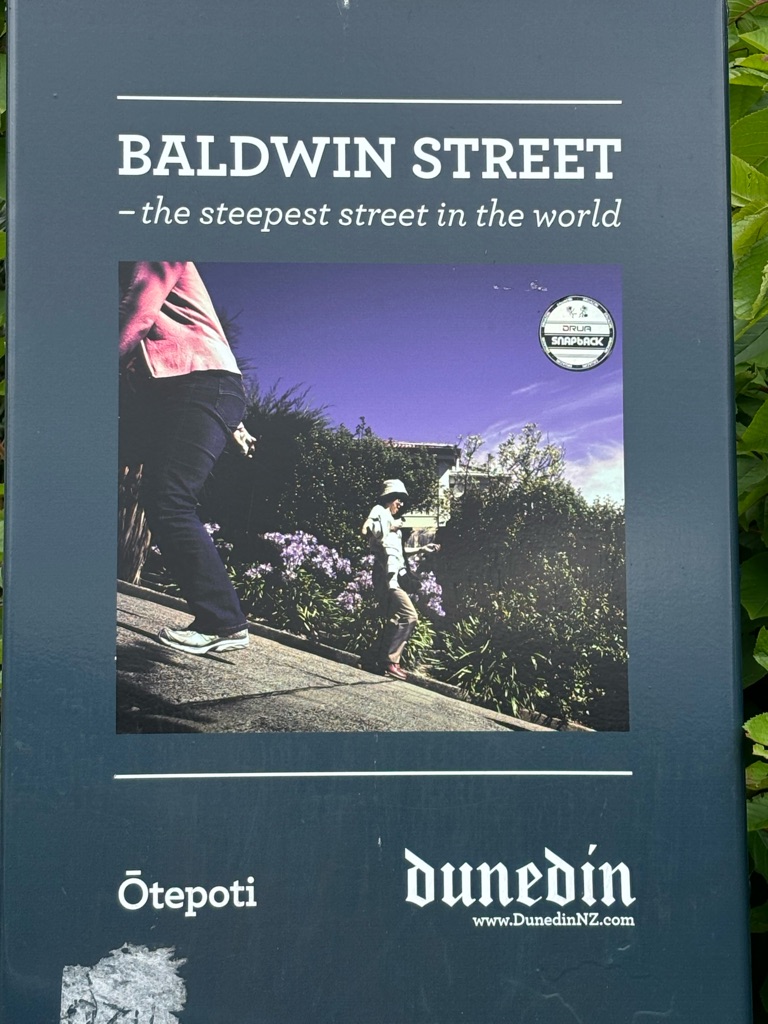 BALDWIN STREET
– the steepest street in the world
DRUA
SNAPBACK
Ōtepoti
dunedin
www.DunedinNZ.com